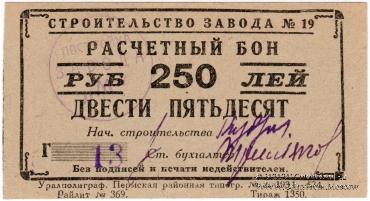 СТРОИТЕЛЬСТВО ЗАВОДА № 19
РАСЧЕТНЫЙ БОН
РУБ 250 ЛЕЙ
ДВЕСТИ ПЯТЬДЕСЯТ
Нач. строительства
Г 13
Ст. бухгалтер
Без подписей и печати недействителен.
Уралполиграф. Пермская районная типогр.
Райлит № 369. Тираж 1350.